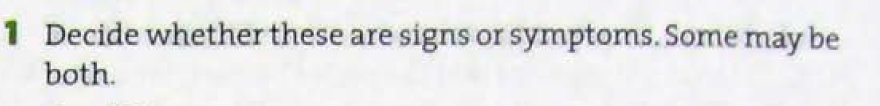 1 Decide whether these are signs or symptoms. Some may be
both.